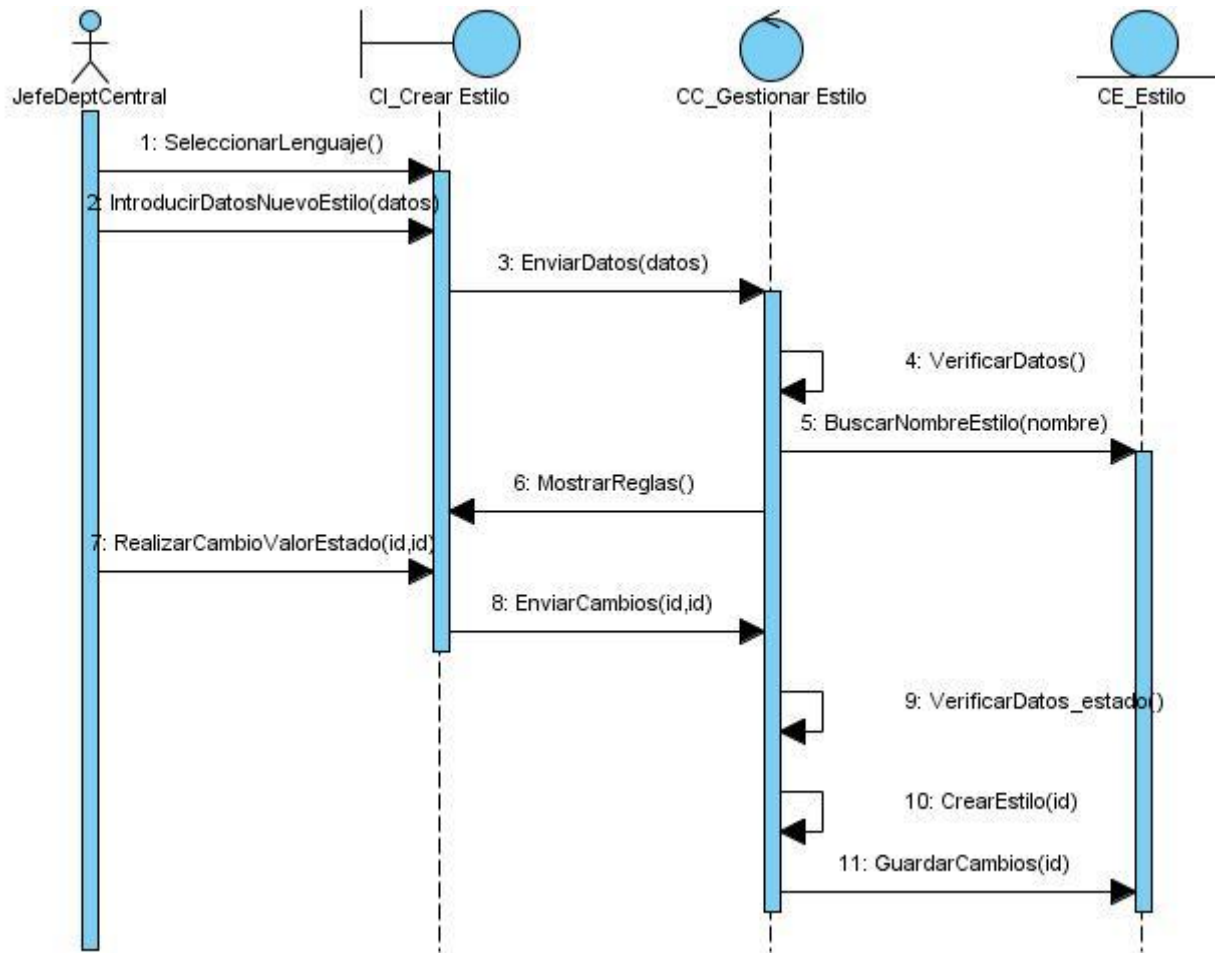 JefeDeptCentral
CI_Crear Estilo
CC_Gestionar Estilo
CE_Estilo
1: SeleccionarLenguaje()
2: IntroducirDatosNuevoEstilo(datos)
3: EnviarDatos(datos)
4: VerificarDatos()
5: BuscarNombreEstilo(nombre)
6: MostrarReglas()
7: RealizarCambioValorEstado(id,id)
8: EnviarCambios(id,id)
9: VerificarDatos_estado()
10: CrearEstilo(id)
11: GuardarCambios(id)